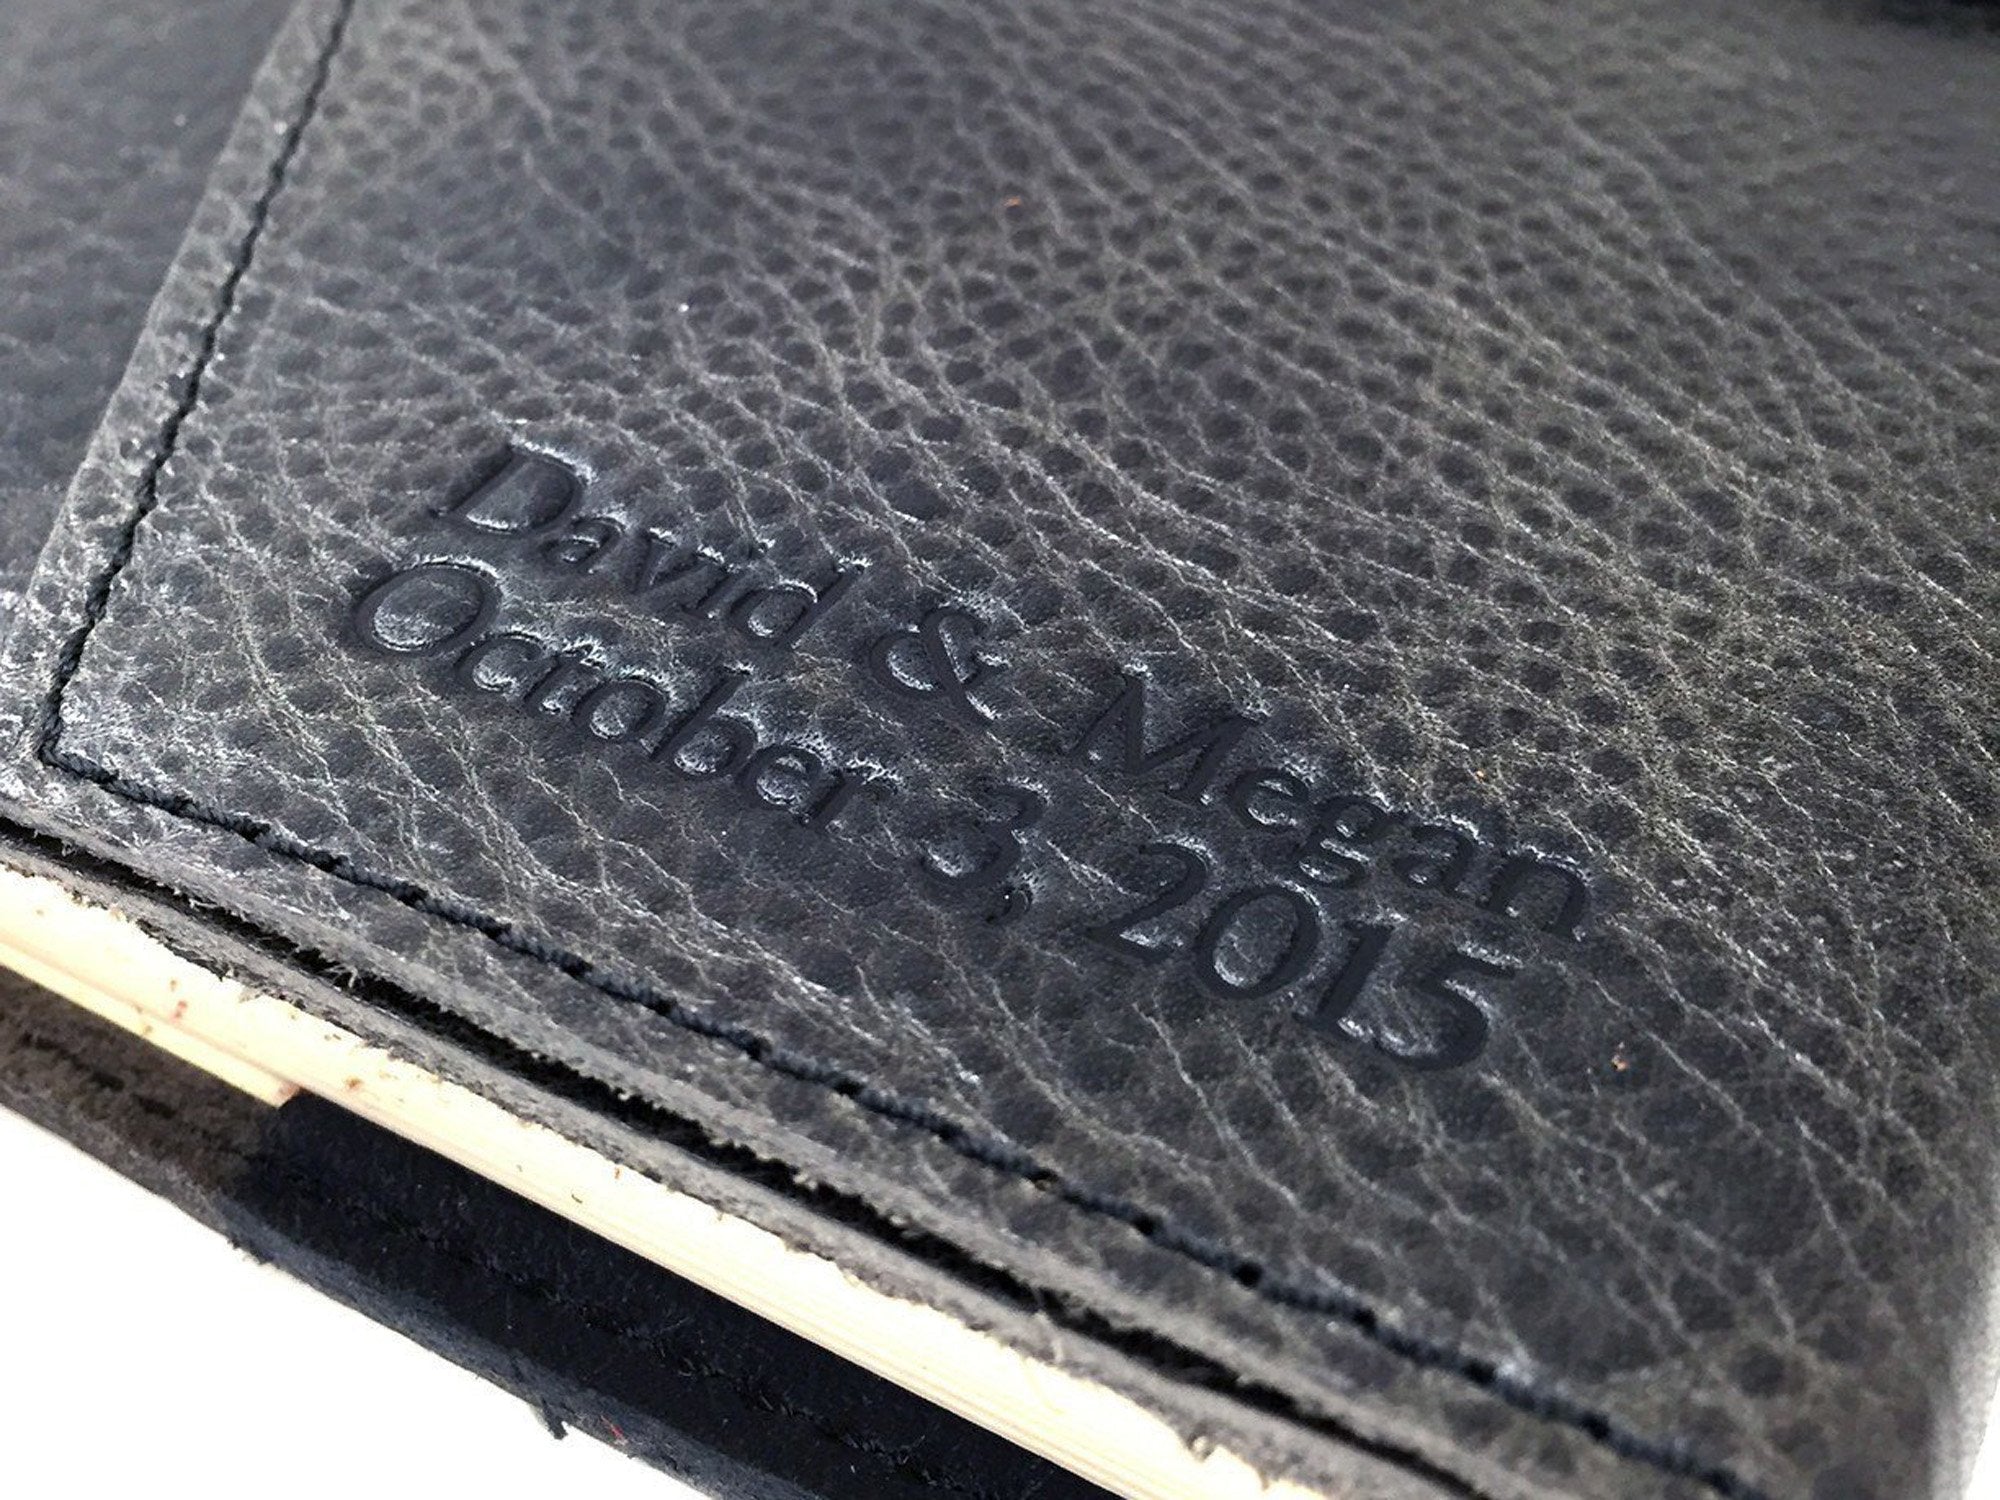 David & Megan
October 3, 2015